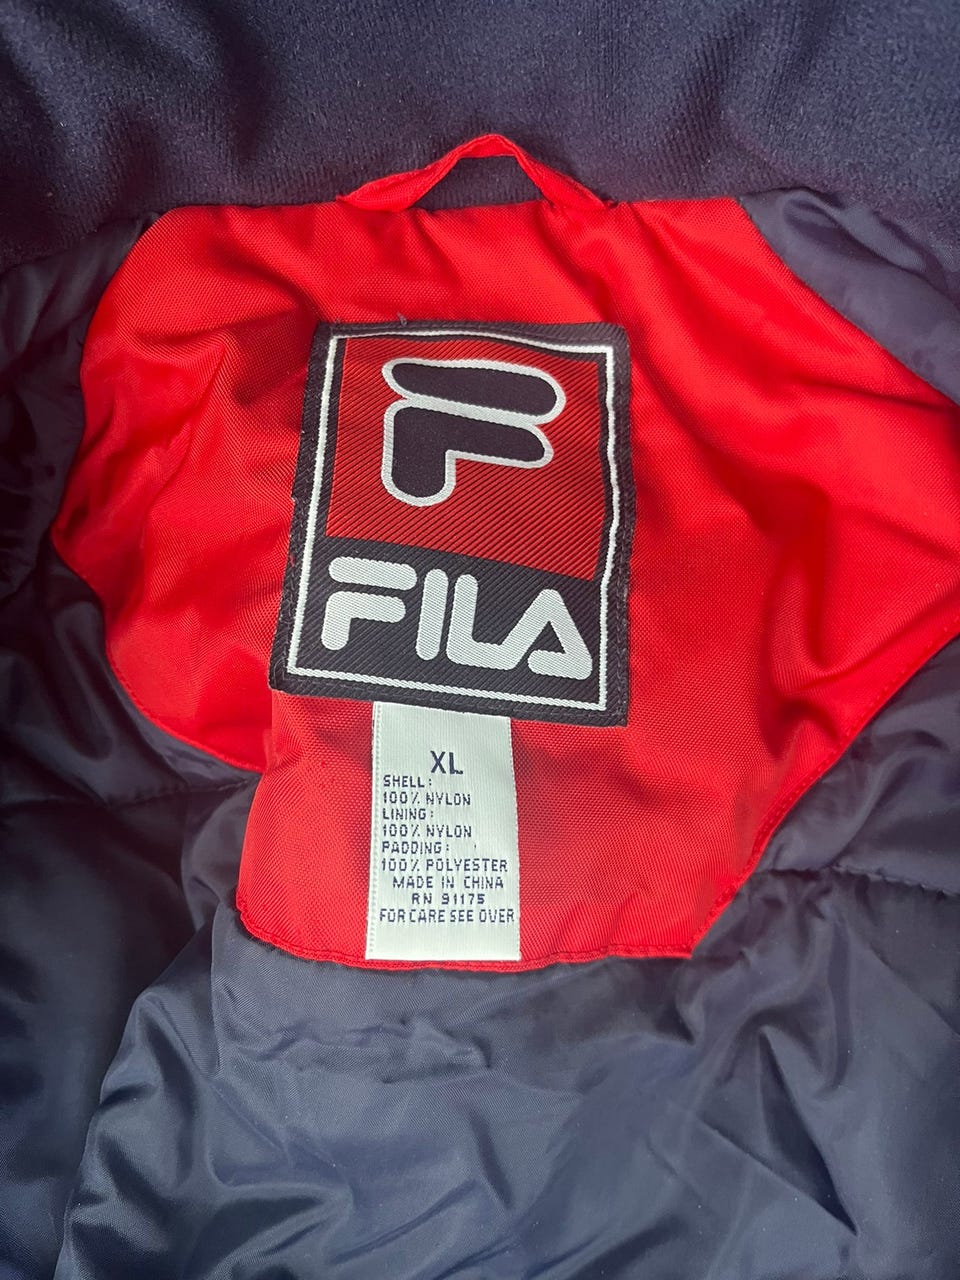 F
FILA
XL
SHELL:
100% NYLON
LINING:
100% NYLON
PADDING:
100% POLYESTER
MADE IN CHINA
RN 91175
FOR CARE SEE OVER